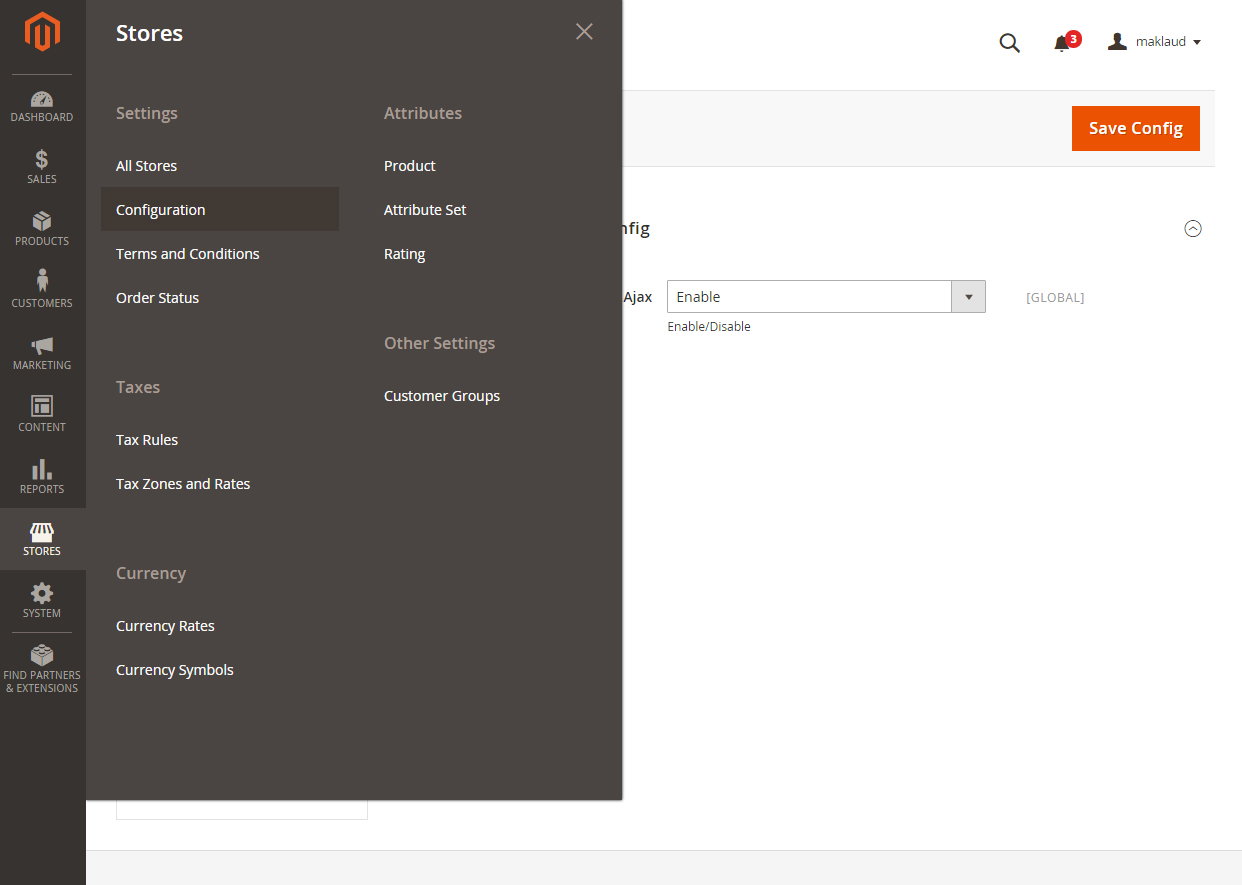 DASHBOARD
SALES
PRODUCTS
CUSTOMERS
MARKETING
CONTENT
REPORTS
STORES
SYSTEM
FIND PARTNERS
& EXTENSIONS
Stores
Settings
All Stores
Configuration
Terms and Conditions
Order Status
Taxes
Tax Rules
Tax Zones and Rates
Currency
Currency Rates
Currency Symbols
Attributes
Product
Attribute Set
Rating
Other Settings
Customer Groups
3
maklaud
Save Config
nfig
Ajax
Enable
[GLOBAL]
Enable/Disable